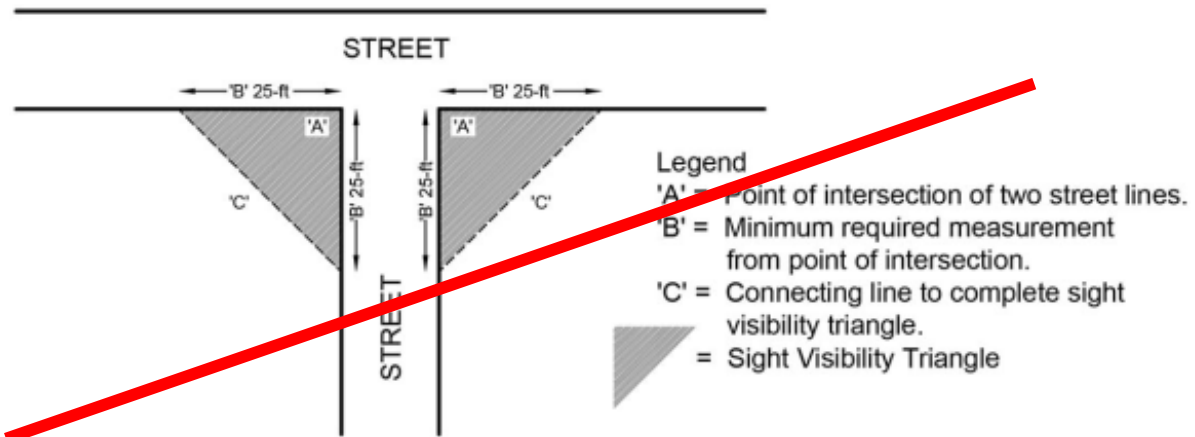 STREET
'B' 25-ft
'B' 25-ft
'A'
'A'
'B' 25-ft
'B' 25-ft
'C'
'C'
STREET
Legend
'A' = Point of intersection of two street lines.
'B' = Minimum required measurement
from point of intersection.
'C' = Connecting line to complete sight
visibility triangle.
= Sight Visibility Triangle